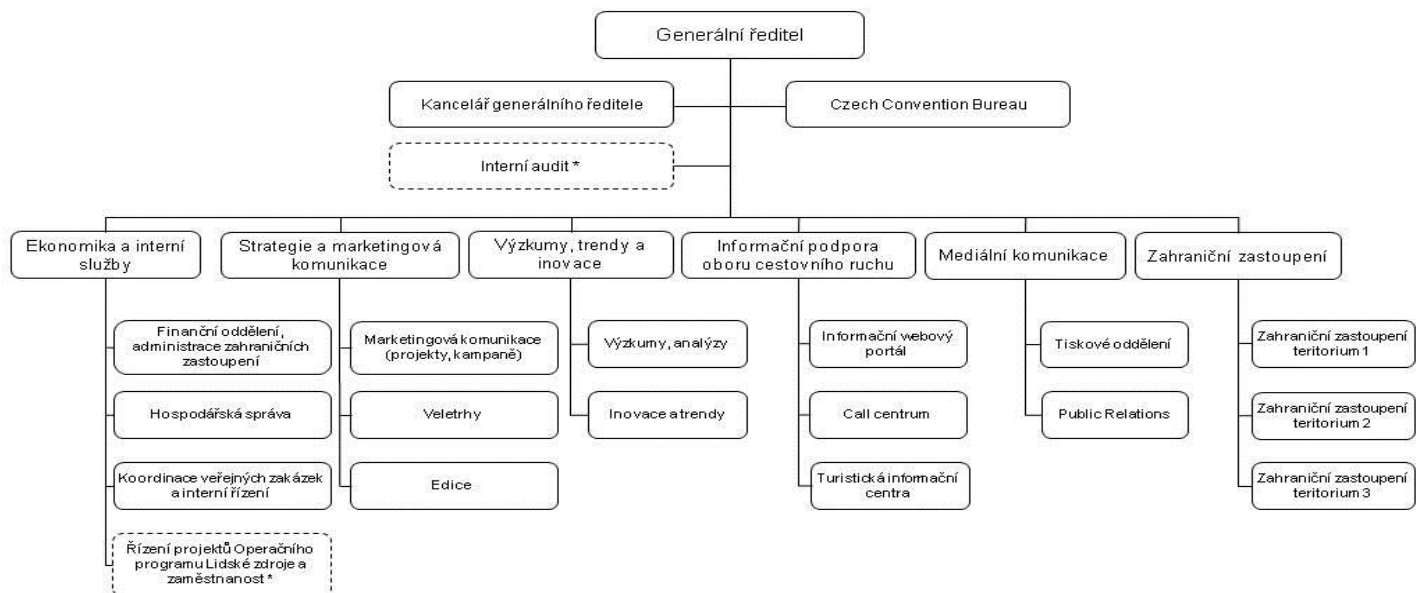 Generální ředitel
Kancelář generálního ředitele
Czech Convention Bureau
Interní audit *
Ekonomika a interní
služby
Strategie a marketingová
komunikace
Výzkumy, trendy a
inovace
Informační podpora
oboru cestovního ruchu
Mediální komunikace
Zahraniční zastoupení
Finanční oddělení,
administrace zahraničních
zastoupení
Marketingová komunikace
(projekty, kampaně)
Výzkumy, analýzy
Informační webový
portál
Tiskové oddělení
Zahraniční zastoupení
teritorium 1
Hospodářská správa
Veletrhy
Inovace a trendy
Call centrum
Public Relations
Zahraniční zastoupení
teritorium 2
Koordinace veřejných zakázek
a interní řízení
Edice
Turistická informační
centra
Zahraniční zastoupení
teritorium 3
Řízení projektů Operačního
programu Lidské zdroje a
zaměstnanost *